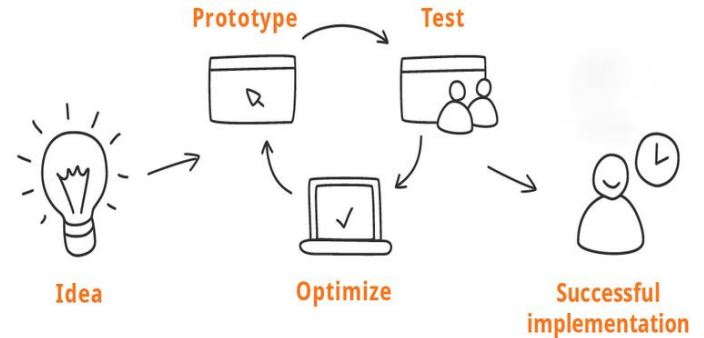 Prototype
Test
Idea
Optimize
Successful
implementation